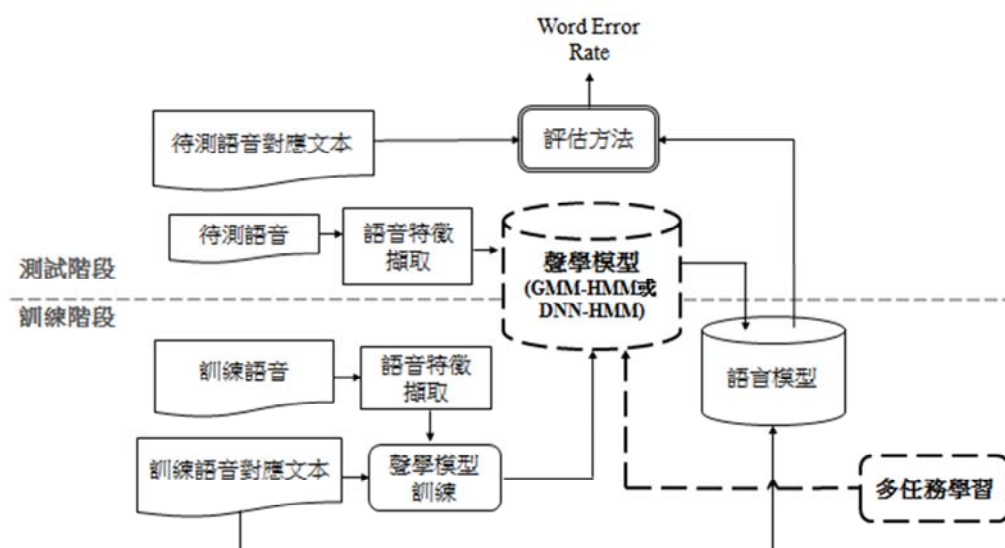 Word Error
Rate
待測語音對應文本
評估方法
待測語音
語音特徵
擷取
聲學模型
(GMM-HMM或
DNN-HMM)
測試階段
訓練階段
訓練語音
語音特徵
擷取
語言模型
訓練語音對應文本
聲學模型
訓練
多任務學習